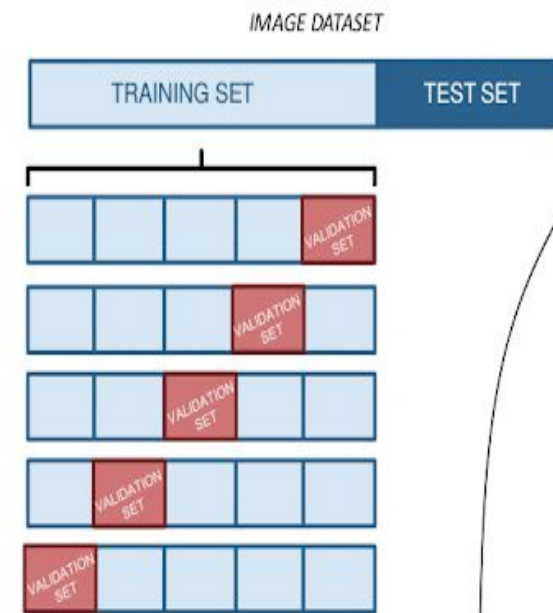 IMAGE DATASET
TRAINING SET
TEST SET
VALIDATION
SET
VALIDATION
SET
VALIDATION
SET
VALIDATION
SET
VALIDATION
SET